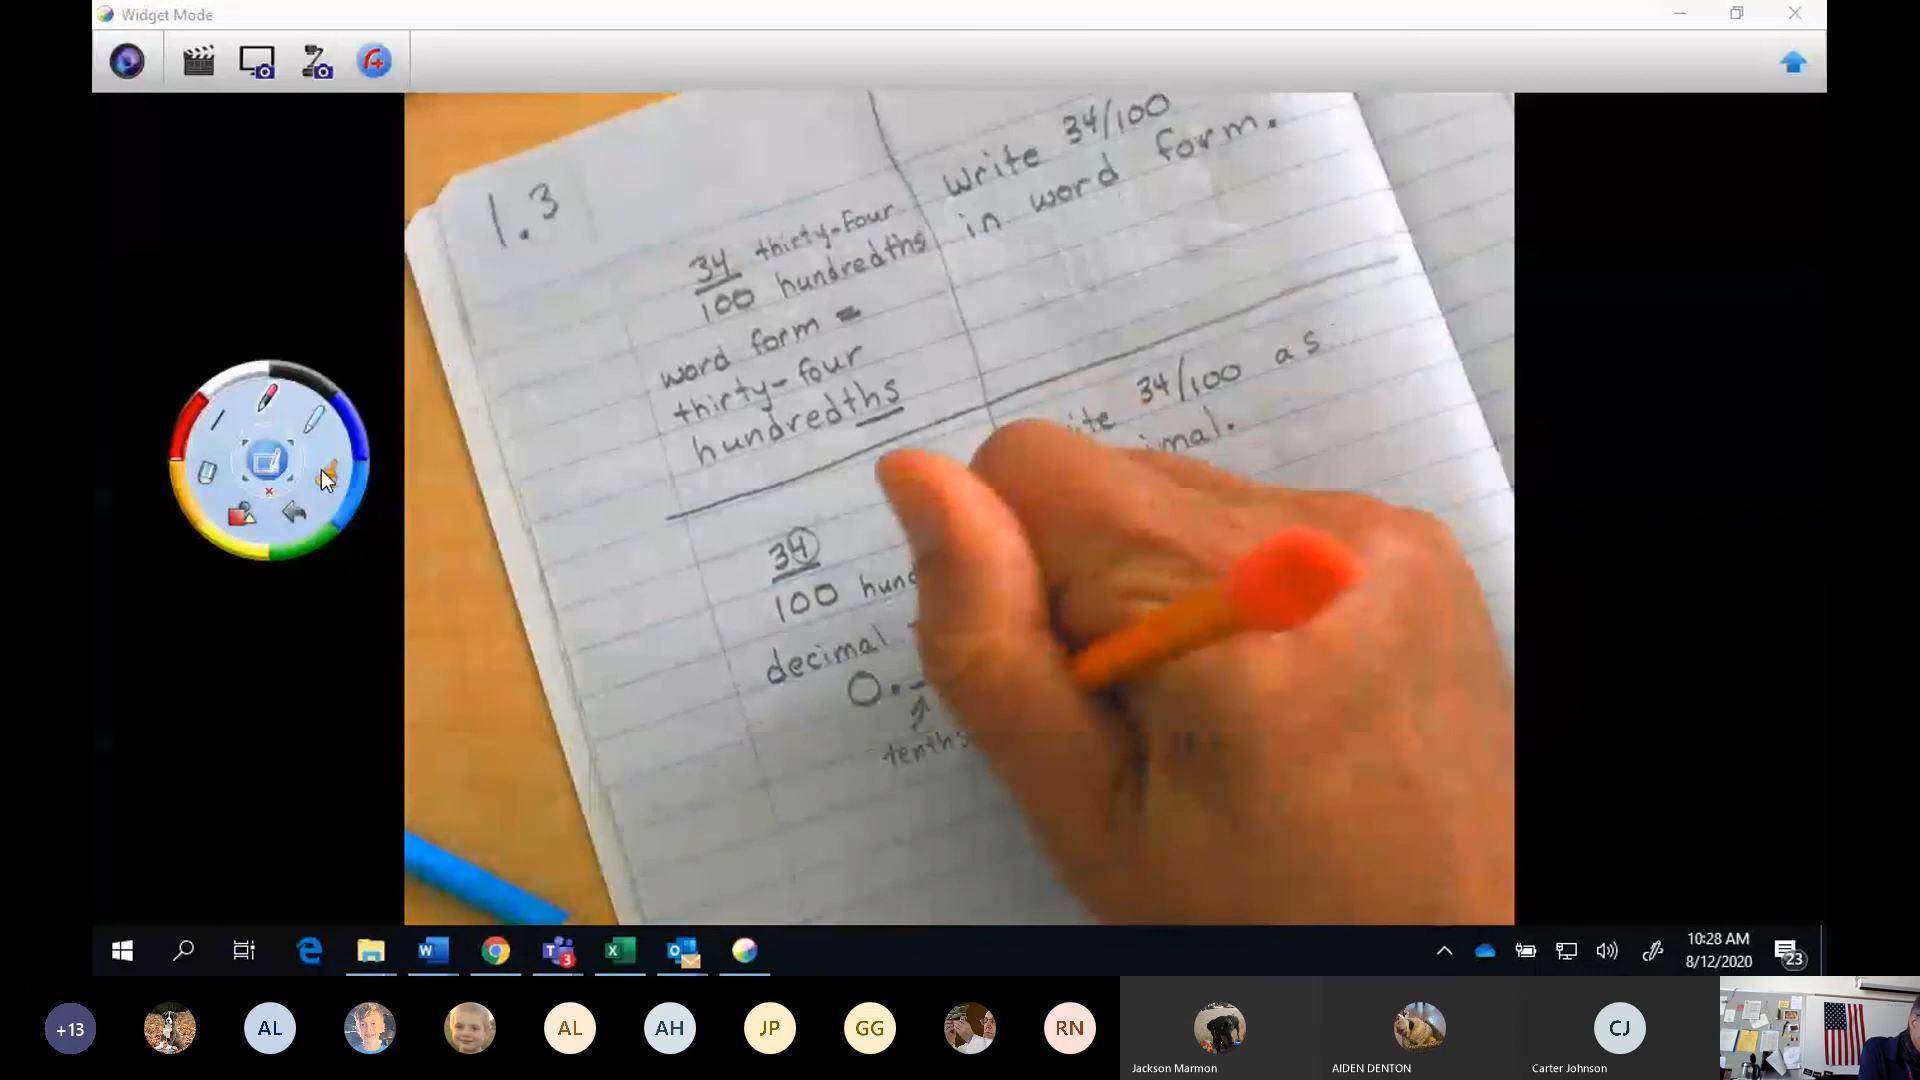 Widget Mode
1.3
34 thirty-Four
100 hundredths
word form =
thirty-four
hundredths
Write 34/100
in word form.
34/100 as
34
100
decimal
0.
tenths
10:28 AM
8/12/2020
3
23
+13
AL
AL
AH
JP
GG
RN
Jackson Marmon
AIDEN DENTON
CJ
Carter Johnson